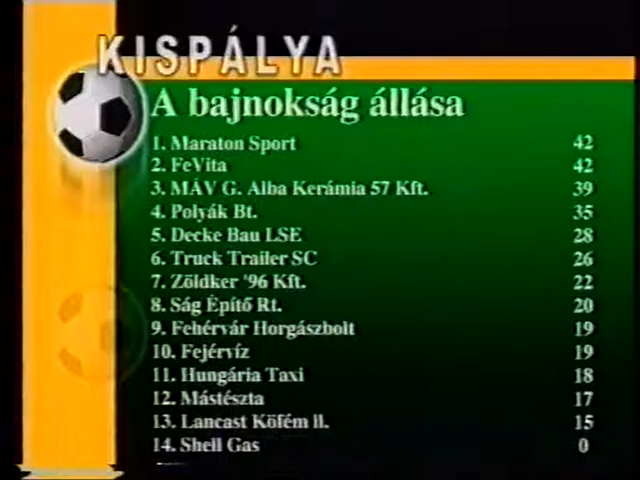 KISPÁLYA
A bajnokság állása
1. Maraton Sport 42
2. FeVita 42
3. MÁV G. Alba Kerámia 57 Kft. 39
4. Polyák Bt. 35
5. Decke Bau LSE 28
6. Truck Trailer SC 26
7. Zöldker '96 Kft. 22
8. Ság Építő Rt. 20
9. Fehérvár Horgászbolt 19
10. Fejérvíz 19
11. Hungária Taxi 18
12. Mástészta 17
13. Lancast Köfém II. 15
14. Shell Gas 0